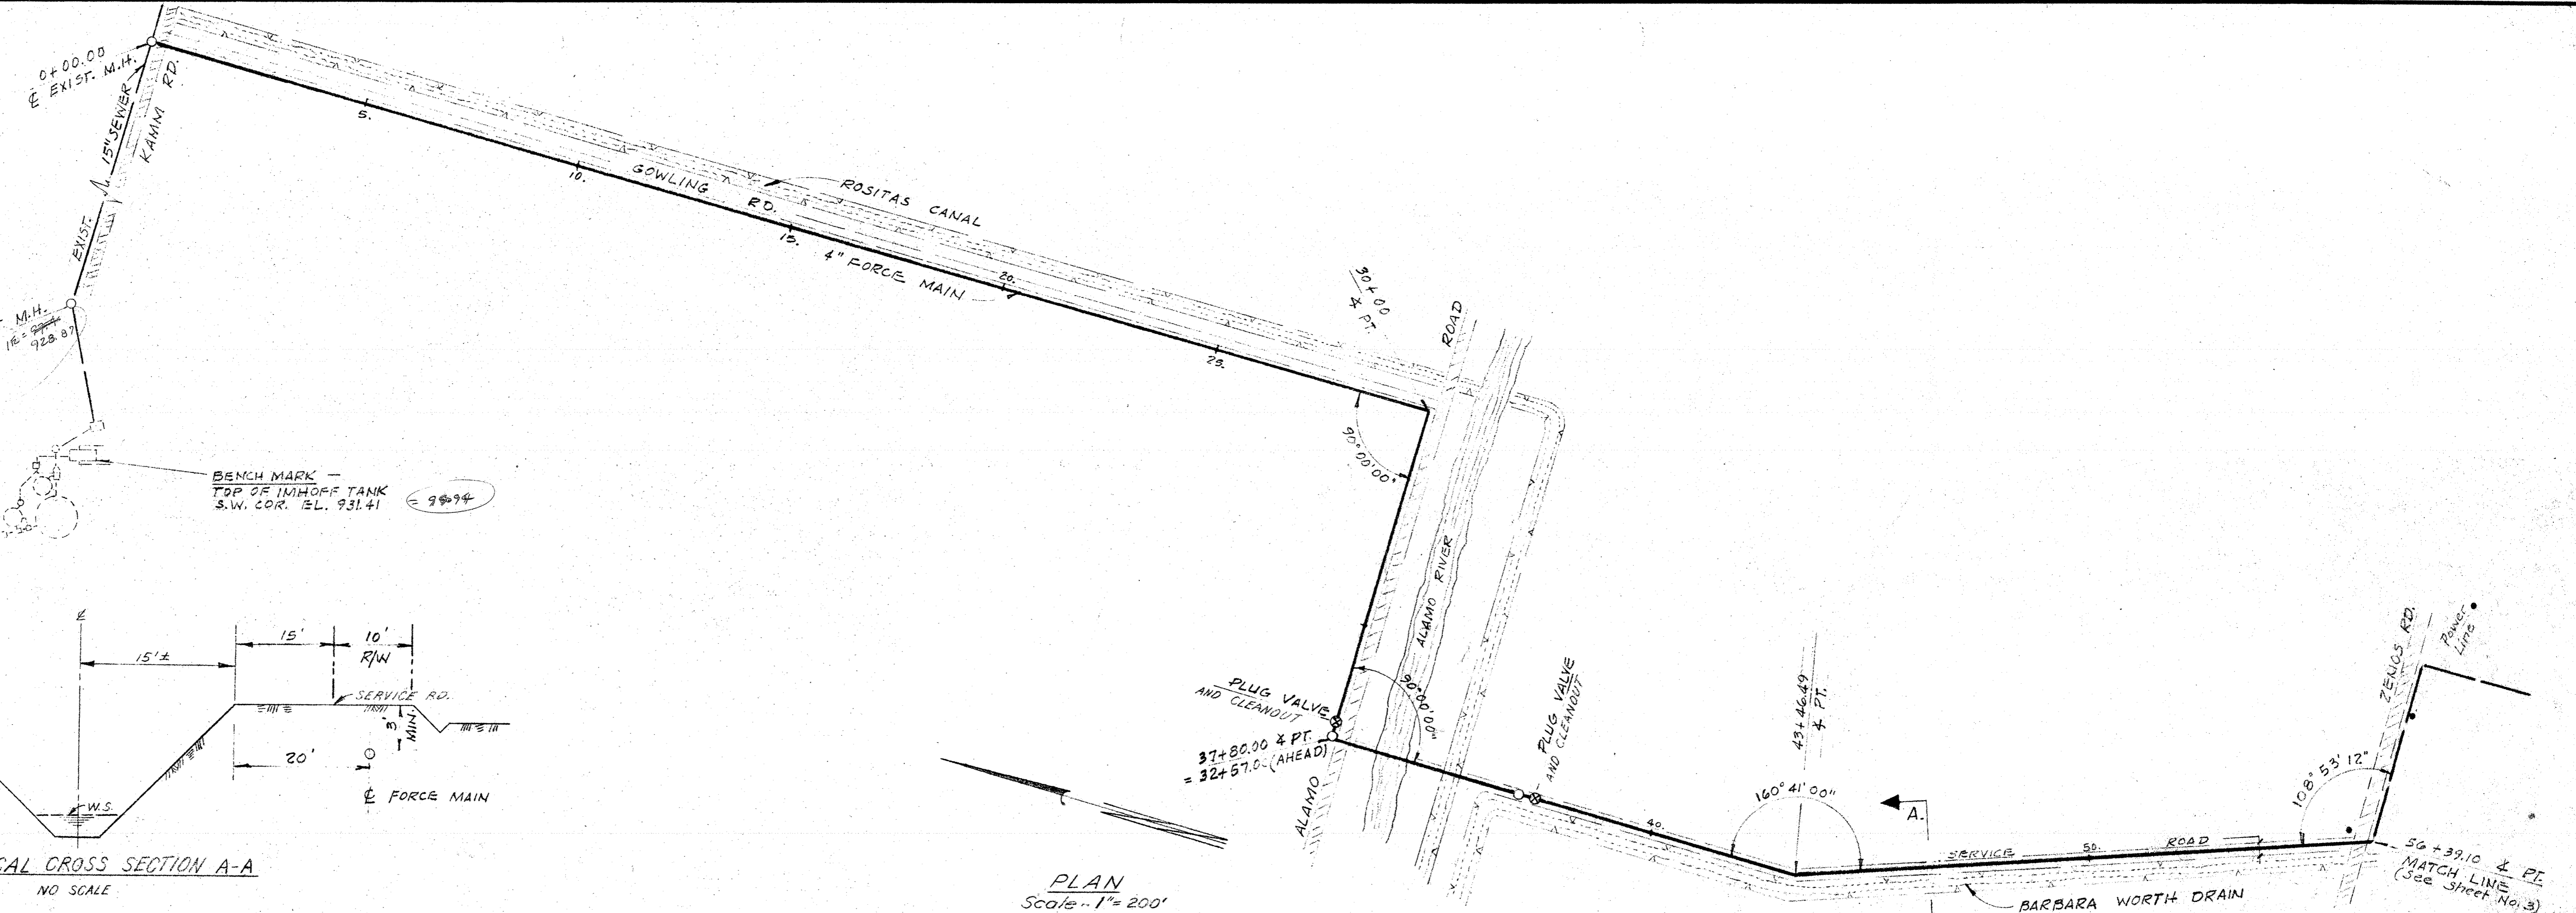 0+00.00
℄ EXIST. M.H.
KAMM RD.
EXIST. 15" SEWER
M.H.
928.87
5.
10.
15.
20.
25.
GOWLING RD.
ROSITAS CANAL
4" FORCE MAIN
30+00
∡ PT.
ROAD
90°00'00"
BENCH MARK –
TOP OF IMHOFF TANK
S.W. COR. EL. 931.41
ALAMO RIVER
PLUG VALVE
AND CLEANOUT
90°00'00"
37+80.00 ∡ PT.
= 32+57.0 (AHEAD)
ALAMO
PLUG VALVE
AND CLEANOUT
40.
43+46.49
∡ PT.
160°41'00"
A.
SERVICE
50.
ROAD
BARBARA WORTH DRAIN
108°53'12"
ZENOS RD.
Power
Line
56+39.10 ∡ PT.
MATCH LINE
(See Sheet No. 3)
℄
15'±
15'
10'
R/W
SERVICE RD.
3'
MIN.
20'
℄ FORCE MAIN
W.S.
CAL CROSS SECTION A-A
NO SCALE
PLAN
Scale - 1" = 200'